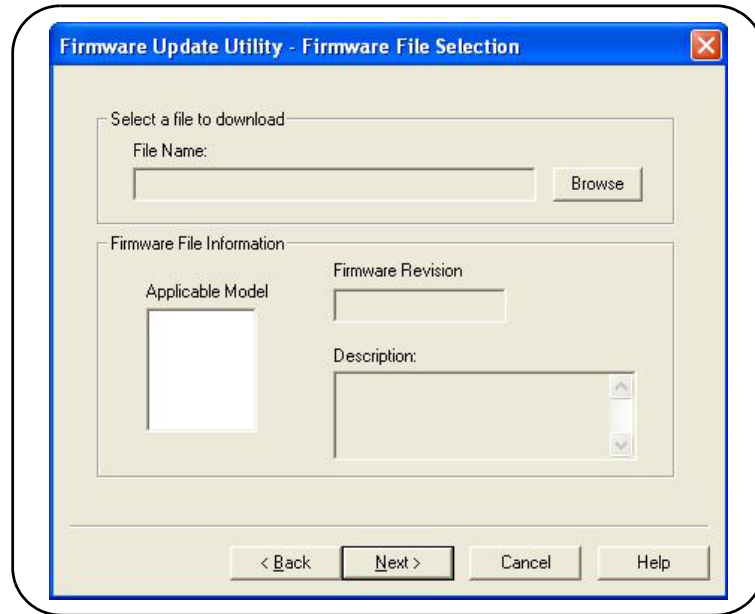 Firmware Update Utility - Firmware File Selection
Select a file to download
File Name:
Browse
Firmware File Information
Applicable Model
Firmware Revision
Description:
< Back
Next >
Cancel
Help